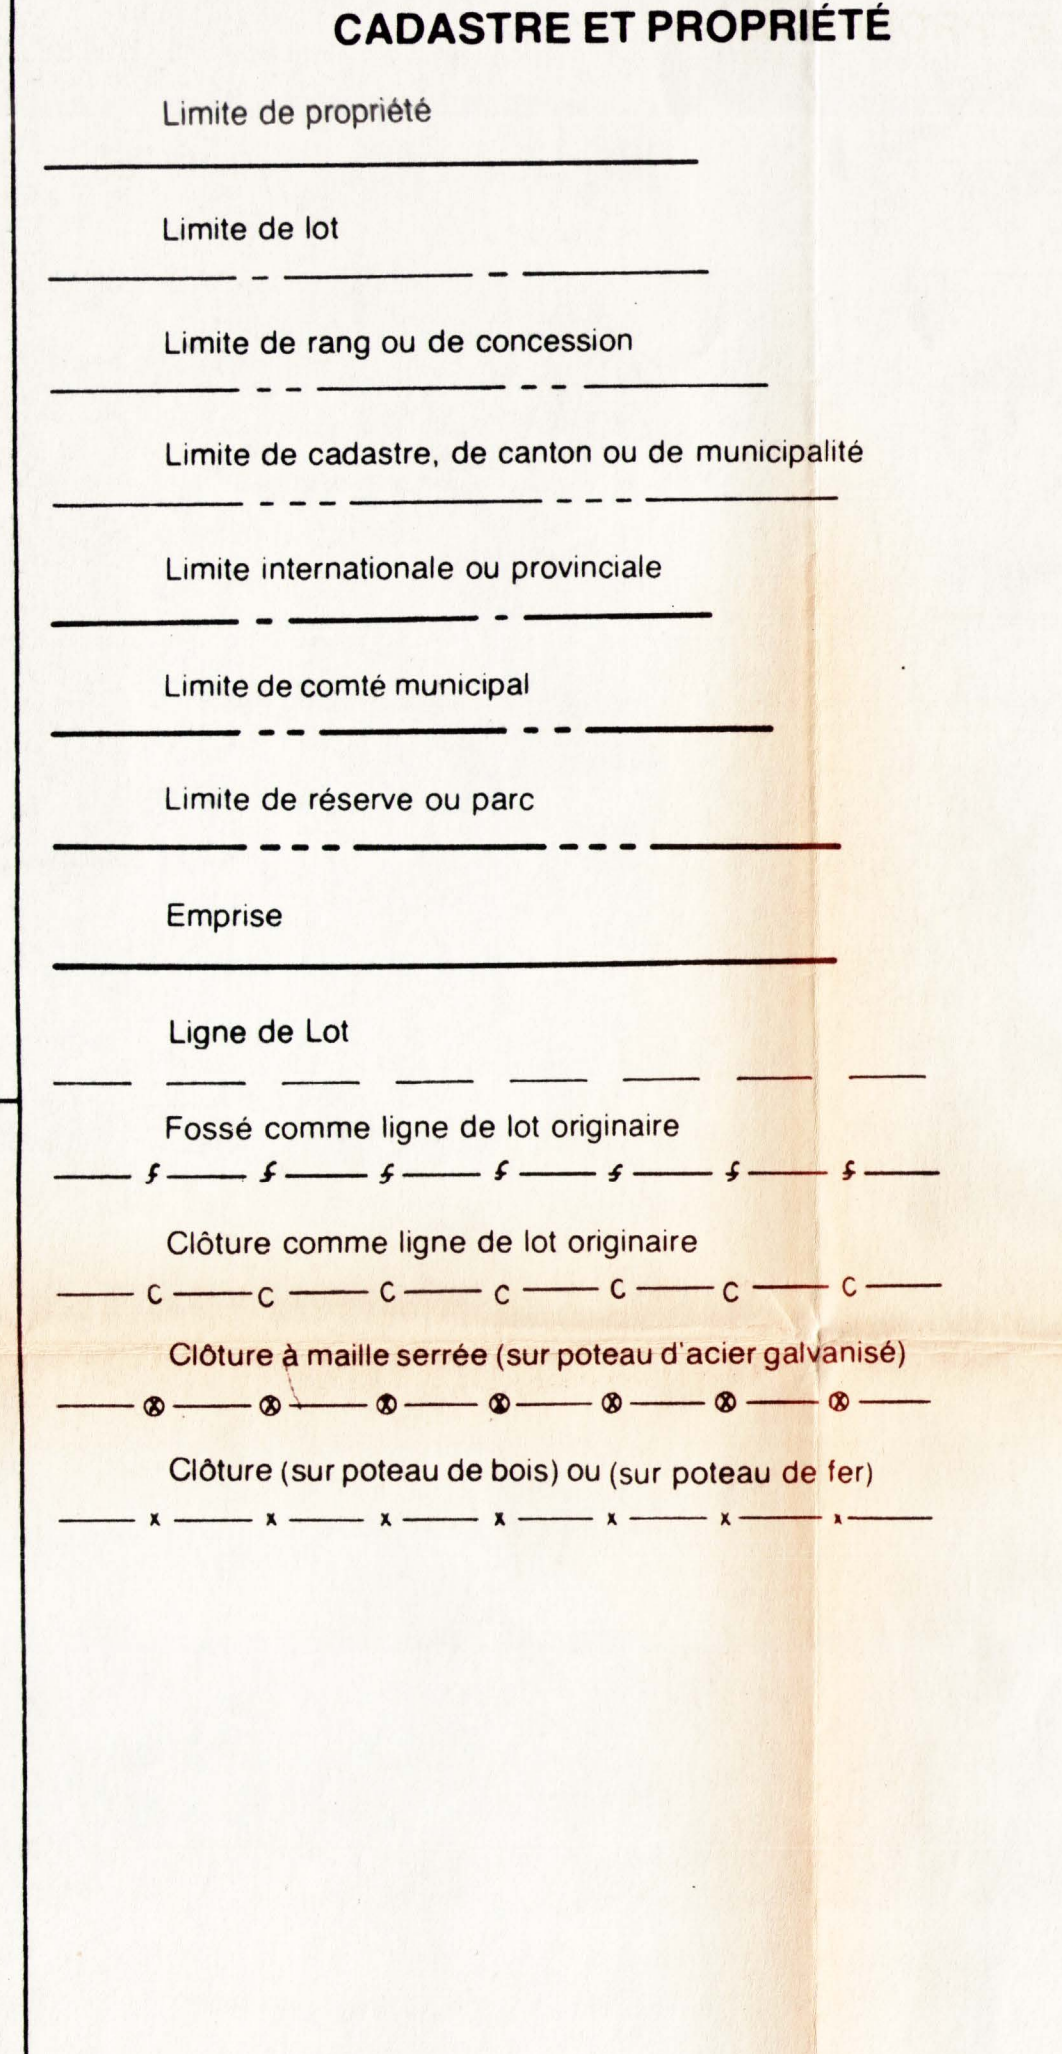 CADASTRE ET PROPRIÉTÉ
Limite de propriété
Limite de lot
Limite de rang ou de concession
Limite de cadastre, de canton ou de municipalité
Limite internationale ou provinciale
Limite de comté municipal
Limite de réserve ou parc
Emprise
Ligne de Lot
Fossé comme ligne de lot originaire
f f f f f f f
Clôture comme ligne de lot originaire
C C C C C C C
Clôture à maille serrée (sur poteau d'acier galvanisé)
Clôture (sur poteau de bois) ou (sur poteau de fer)
x x x x x x x